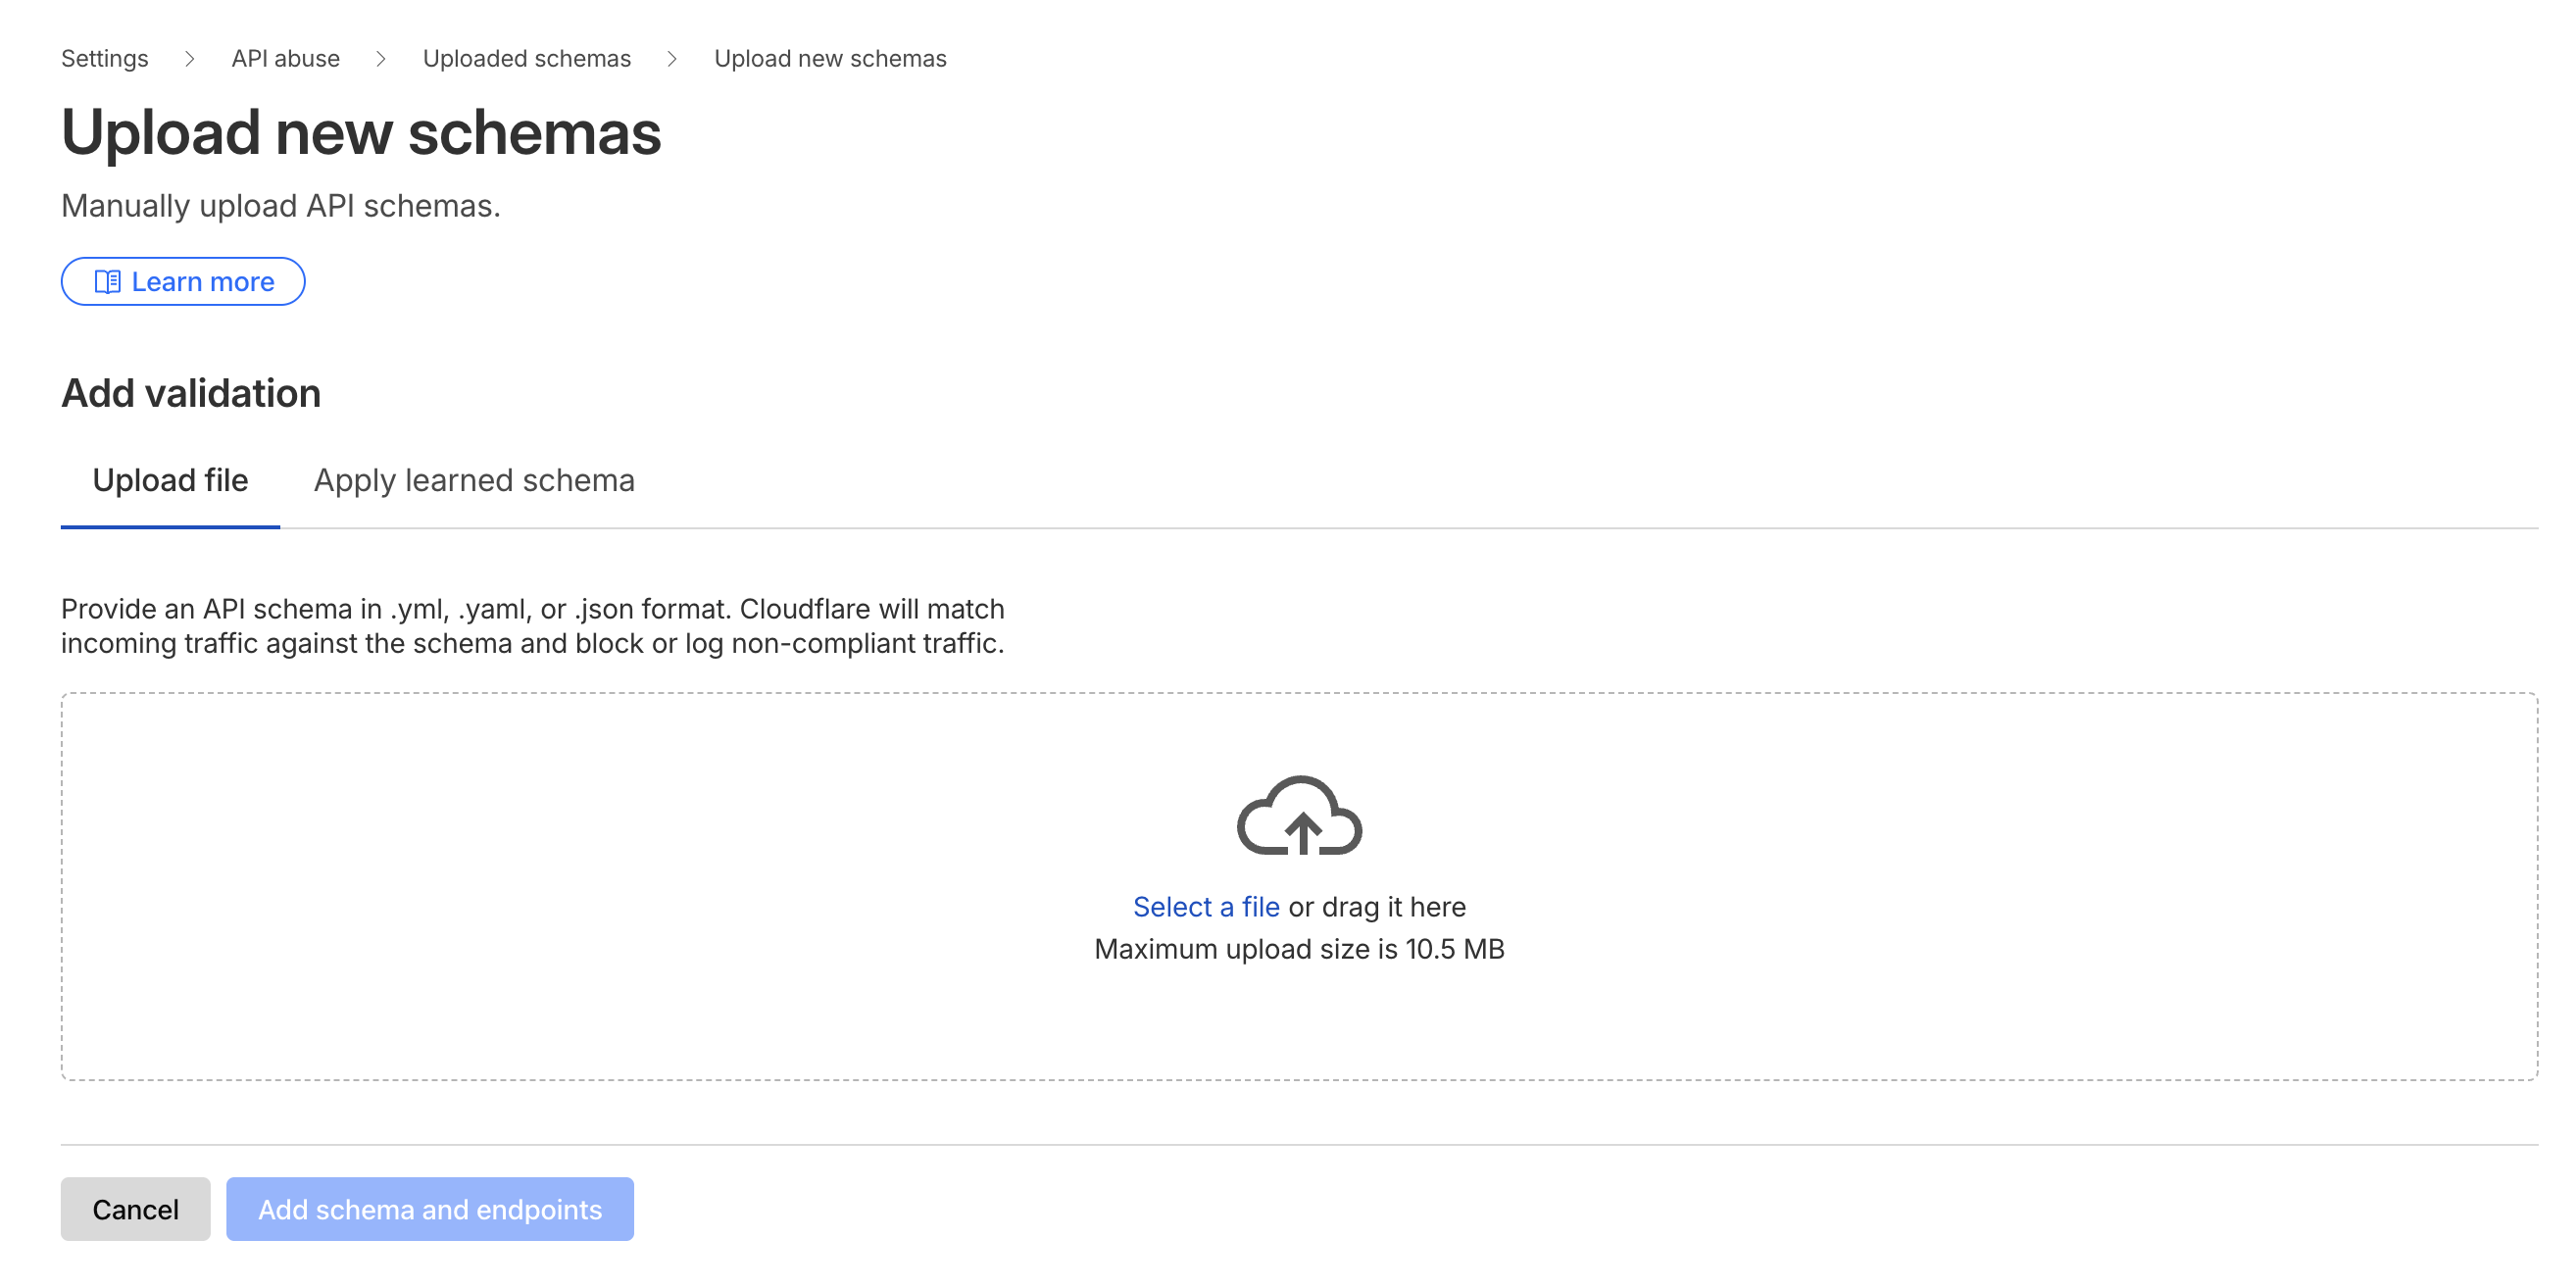 Settings > API abuse > Uploaded schemas > Upload new schemas
Upload new schemas
Manually upload API schemas.
Learn more
Add validation
Upload file Apply learned schema
Provide an API schema in .yml, .yaml, or .json format. Cloudflare will match
incoming traffic against the schema and block or log non-compliant traffic.
Select a file or drag it here
Maximum upload size is 10.5 MB
Cancel Add schema and endpoints